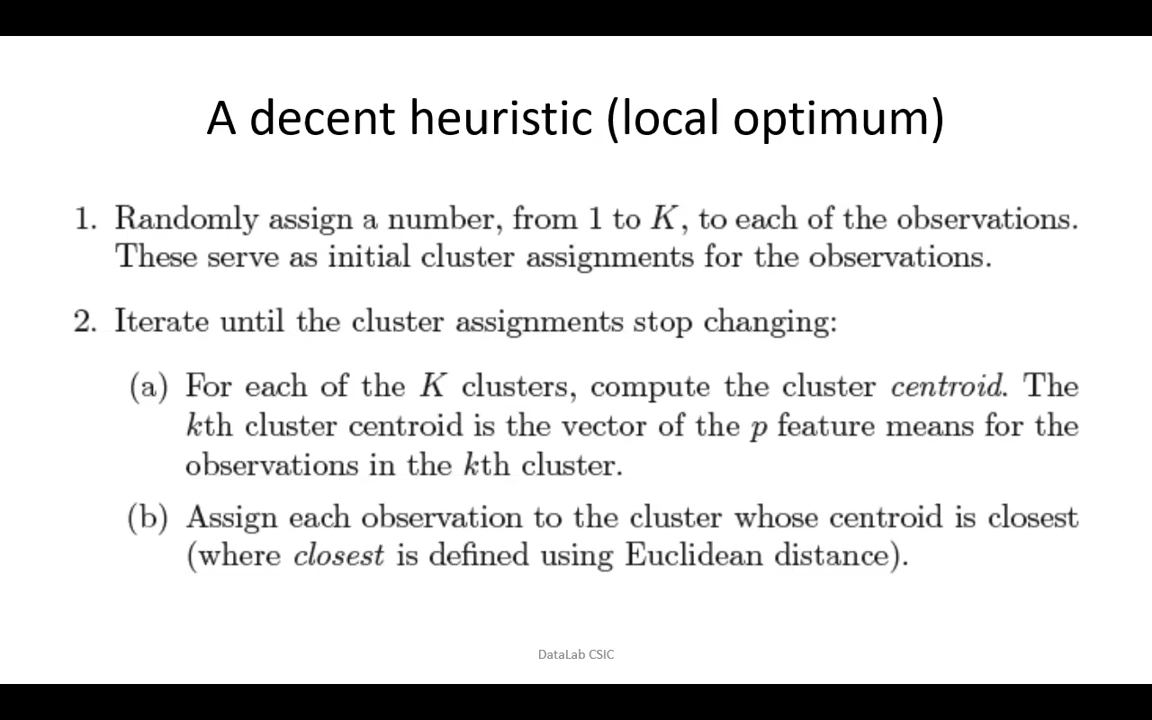 A decent heuristic (local optimum)
1. Randomly assign a number, from 1 to K, to each of the observations.
These serve as initial cluster assignments for the observations.
2. Iterate until the cluster assignments stop changing:
(a) For each of the K clusters, compute the cluster centroid. The
kth cluster centroid is the vector of the p feature means for the
observations in the kth cluster.
(b) Assign each observation to the cluster whose centroid is closest
(where closest is defined using Euclidean distance).
DataLab CSIC